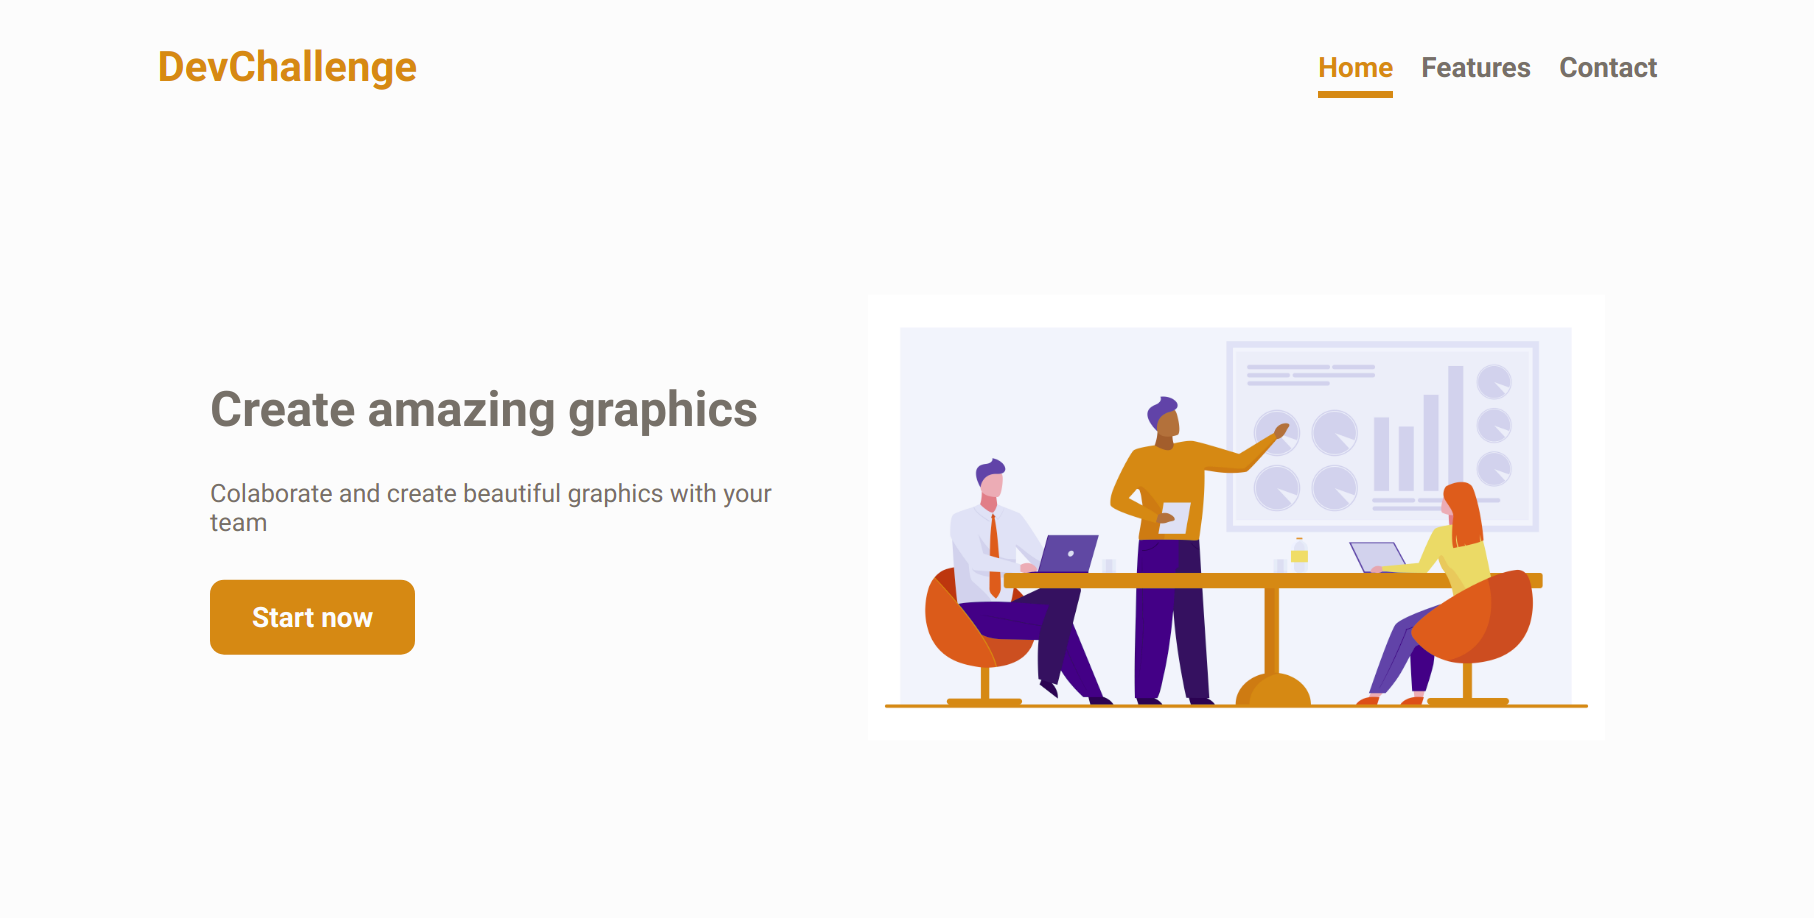 DevChallenge
Home Features Contact
Create amazing graphics
Colaborate and create beautiful graphics with your
team
Start now